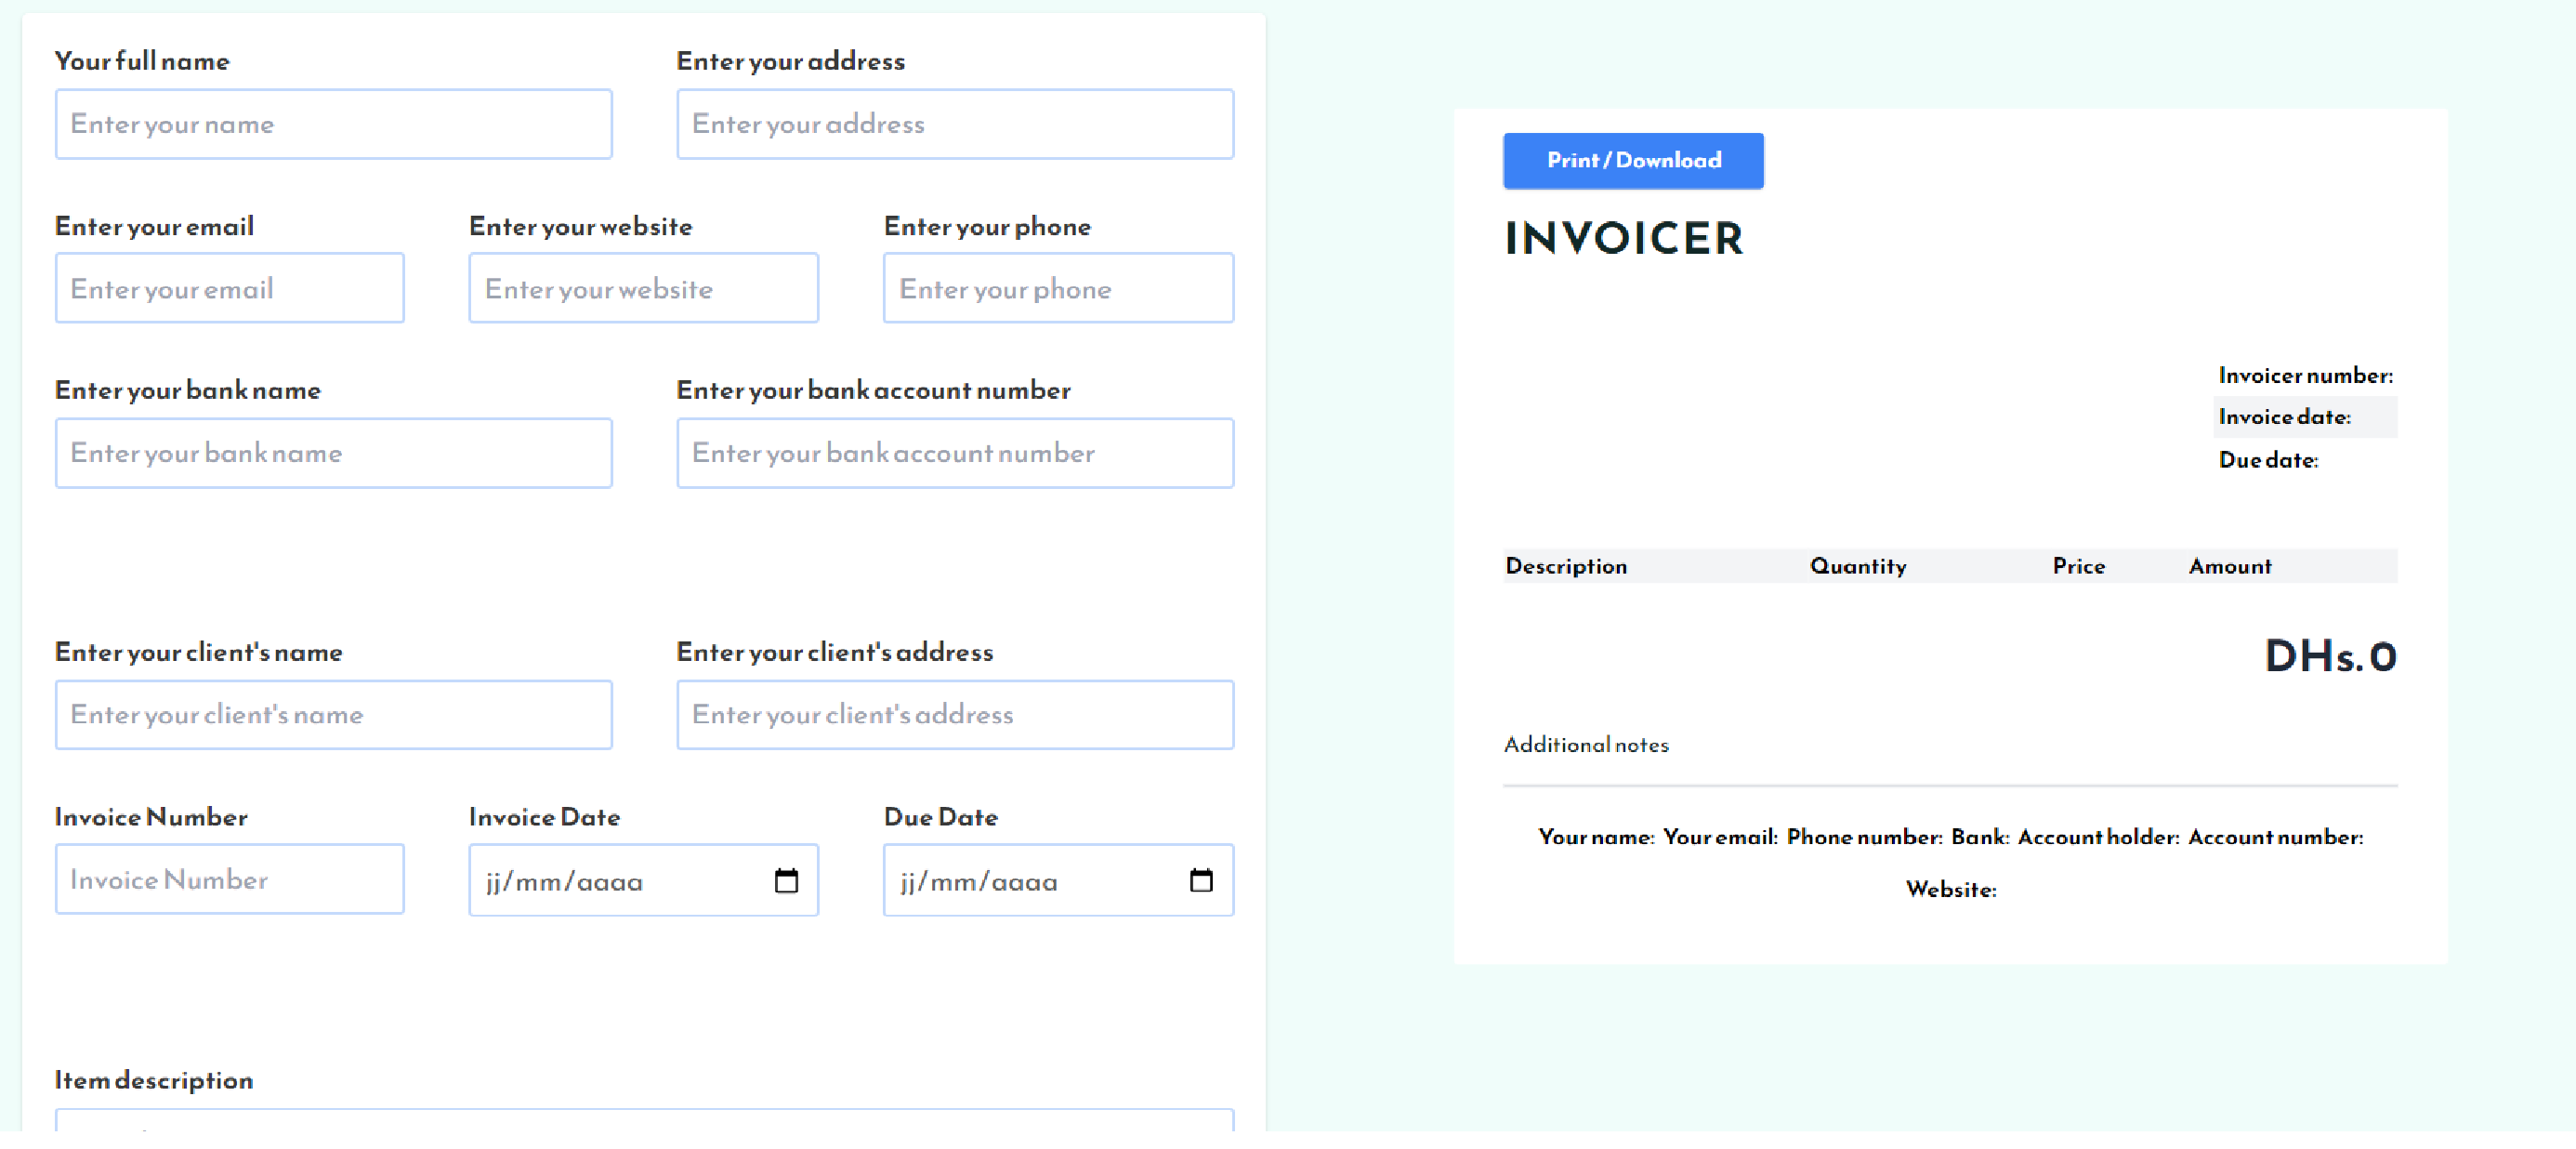 Your full name
Enter your address
Enter your name
Enter your address
Enter your email
Enter your website
Enter your phone
Enter your email
Enter your website
Enter your phone
Enter your bank name
Enter your bank account number
Enter your bank name
Enter your bank account number
Enter your client's name
Enter your client's address
Enter your client's name
Enter your client's address
Invoice Number
Invoice Date
Due Date
Invoice Number
jj/mm/aaaa
jj/mm/aaaa
Item description
Print / Download
INVOICER
Invoicer number:
Invoice date:
Due date:
Description Quantity Price Amount
DHs. 0
Additional notes
Your name: Your email: Phone number: Bank: Account holder: Account number:
Website: